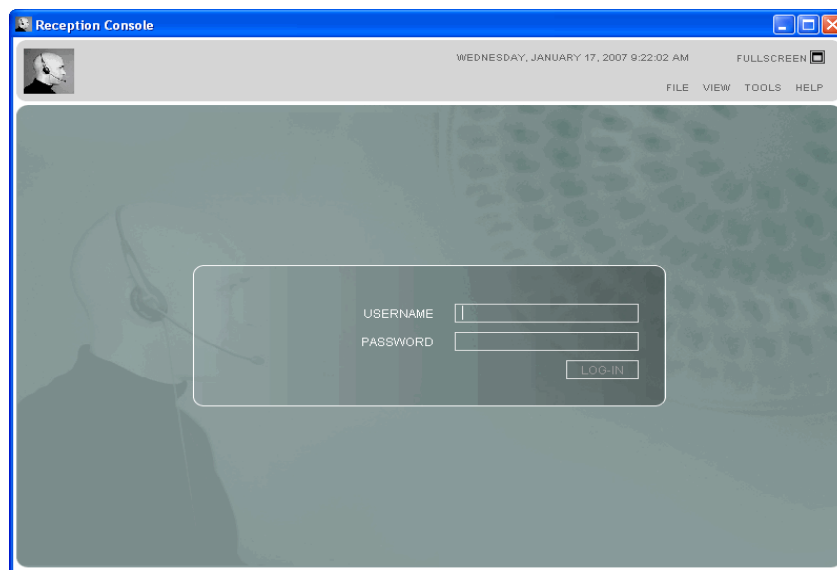 Reception Console
WEDNESDAY, JANUARY 17, 2007 9:22:02 AM FULLSCREEN
FILE VIEW TOOLS HELP
USERNAME
PASSWORD
LOG-IN